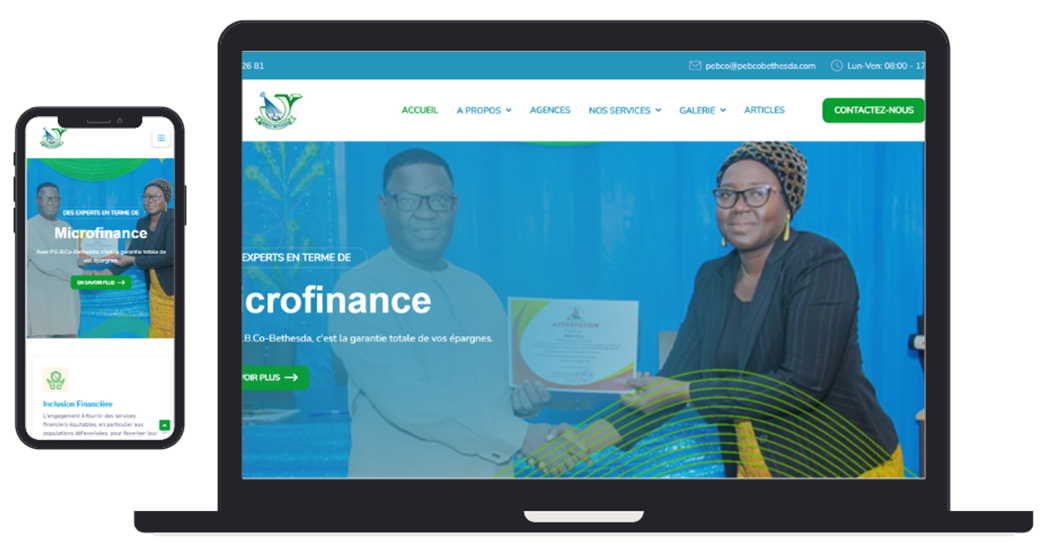 DES EXPERTS EN TERME DE
Microfinance
Avec P.E.B.Co-Bethesda, c'est la garantie totale de
vos épargnes.
EN SAVOIR PLUS
Inclusion Financière
L'engagement à fournir des services
financiers équitables, en particulier aux
populations défavorisées, pour favoriser leur
26 81
pebco@pebcobethesda.com
Lun-Ven: 08:00 - 17
ACCUEIL A PROPOS AGENCES NOS SERVICES GALERIE ARTICLES CONTACTEZ-NOUS
EXPERTS EN TERME DE
icrofinance
.B.Co-Bethesda, c'est la garantie totale de vos épargnes.
OIR PLUS
ATTESTATION